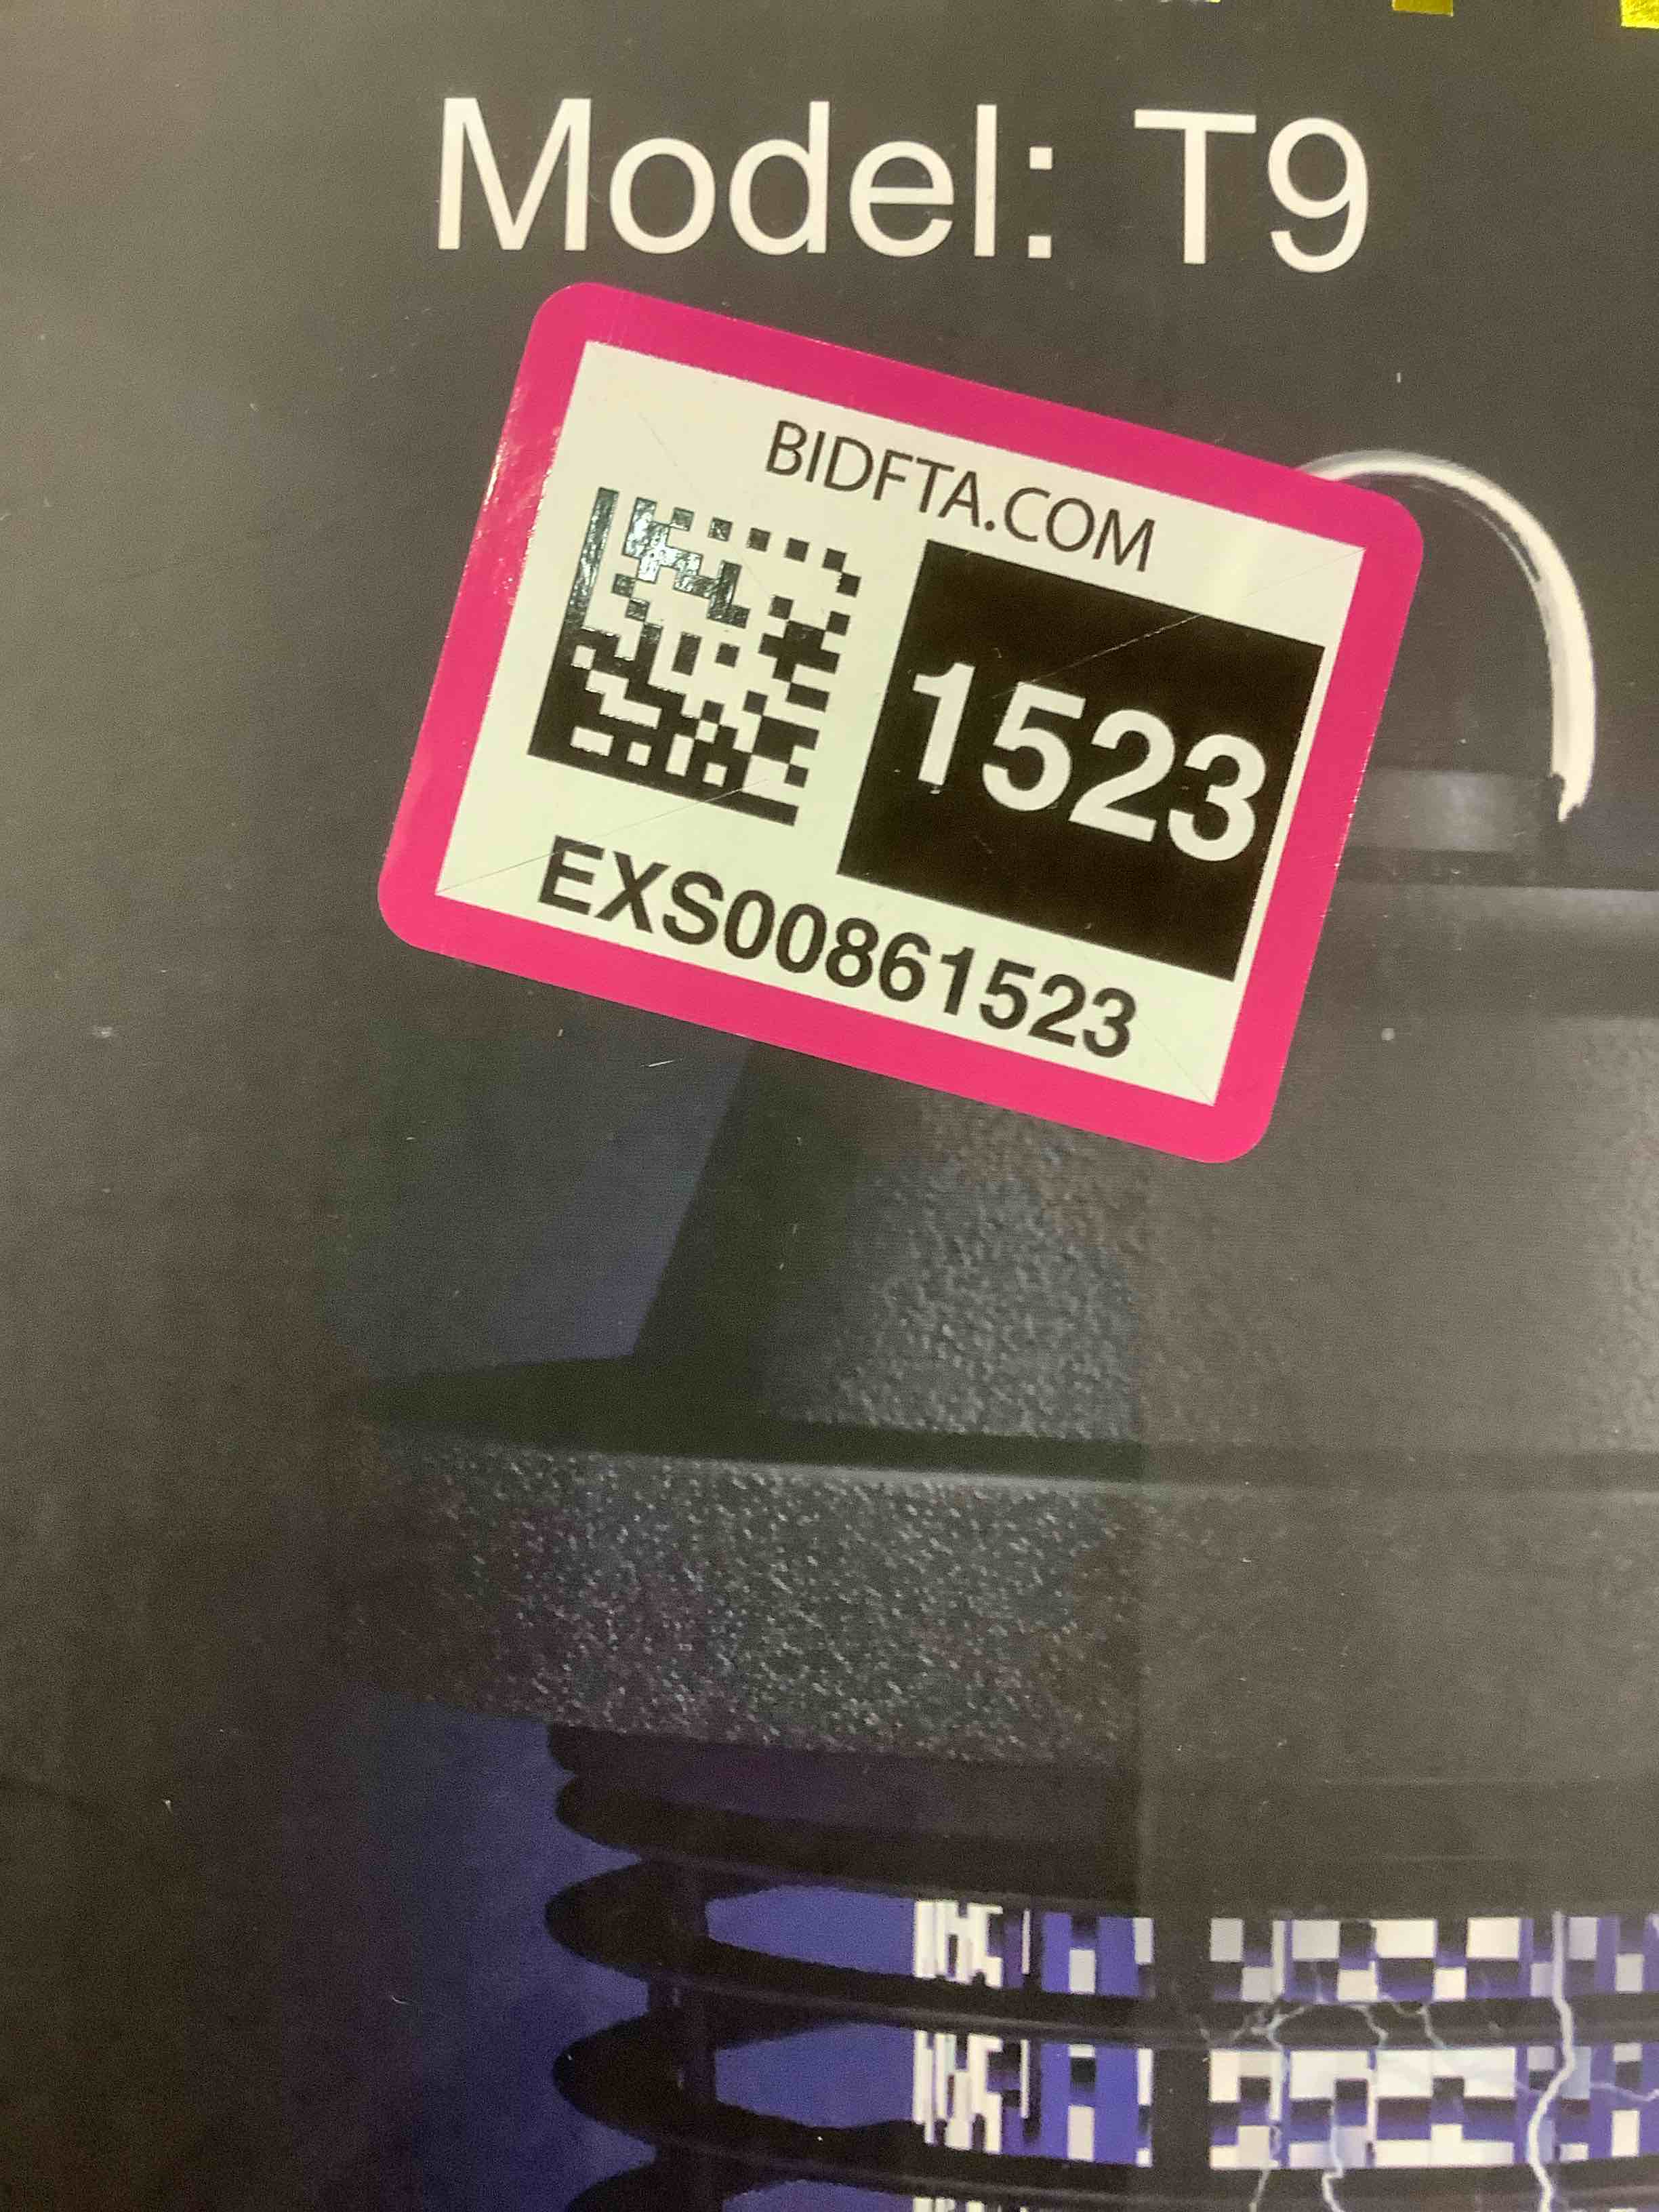 Model: T9
BIDFTA.COM
1523
EXS00861523